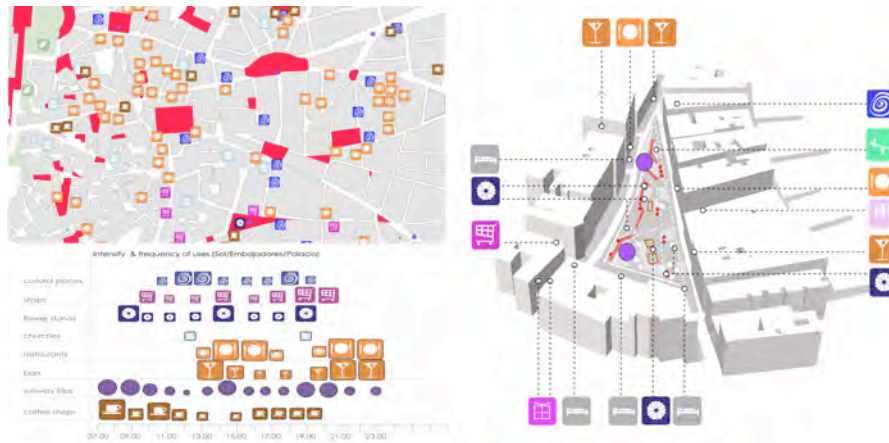 Intensity & frequency of uses (Sol/Embajadores/Palacio)
cultural places
shops
flower stands
churches
restaurants
bars
subway trips
coffee shops
07.00 09.00 11.00 13.00 15.00 17.00 19.00 21.00 23.00